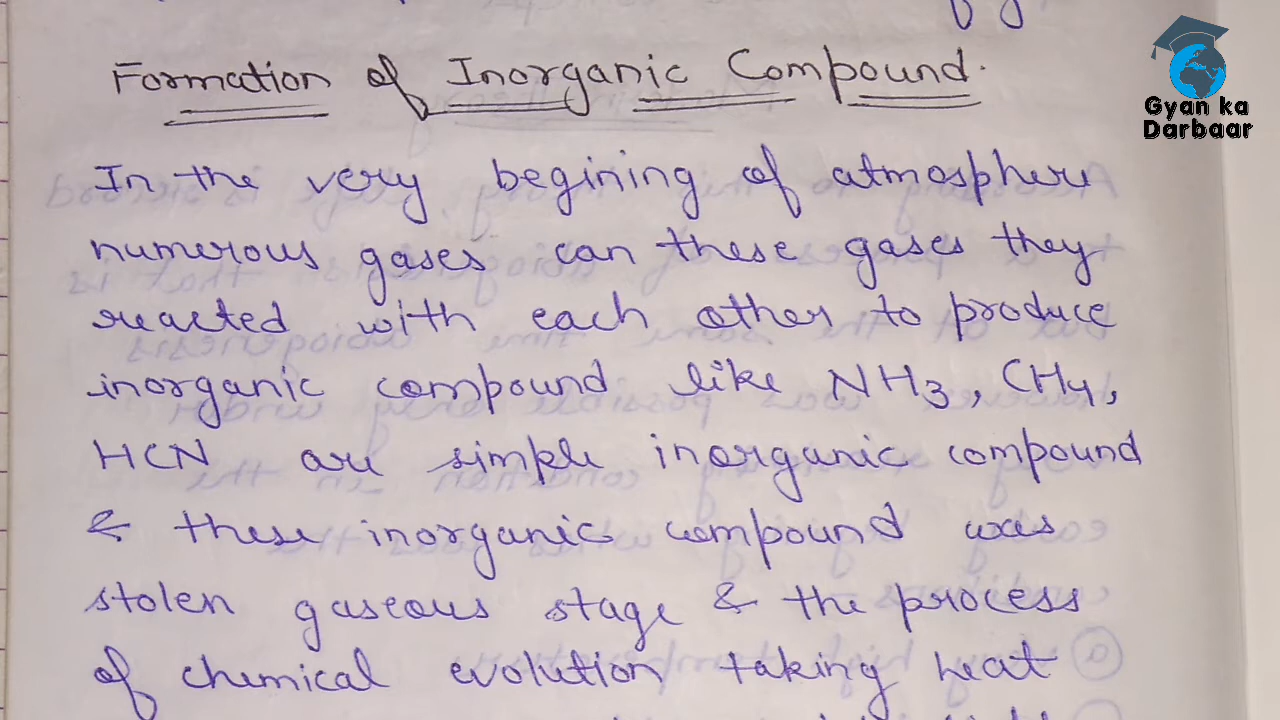 Formation of Inorganic Compound.
Gyan ka
Darbaar
In the very begining of atmosphere
numerous gases can these gases they
reacted with each other to produce
inorganic compound like NH3, CH4,
HCN are simple inorganic compound
& these inorganic compound was
stolen gaseous stage & the process
of chemical evolution taking heat